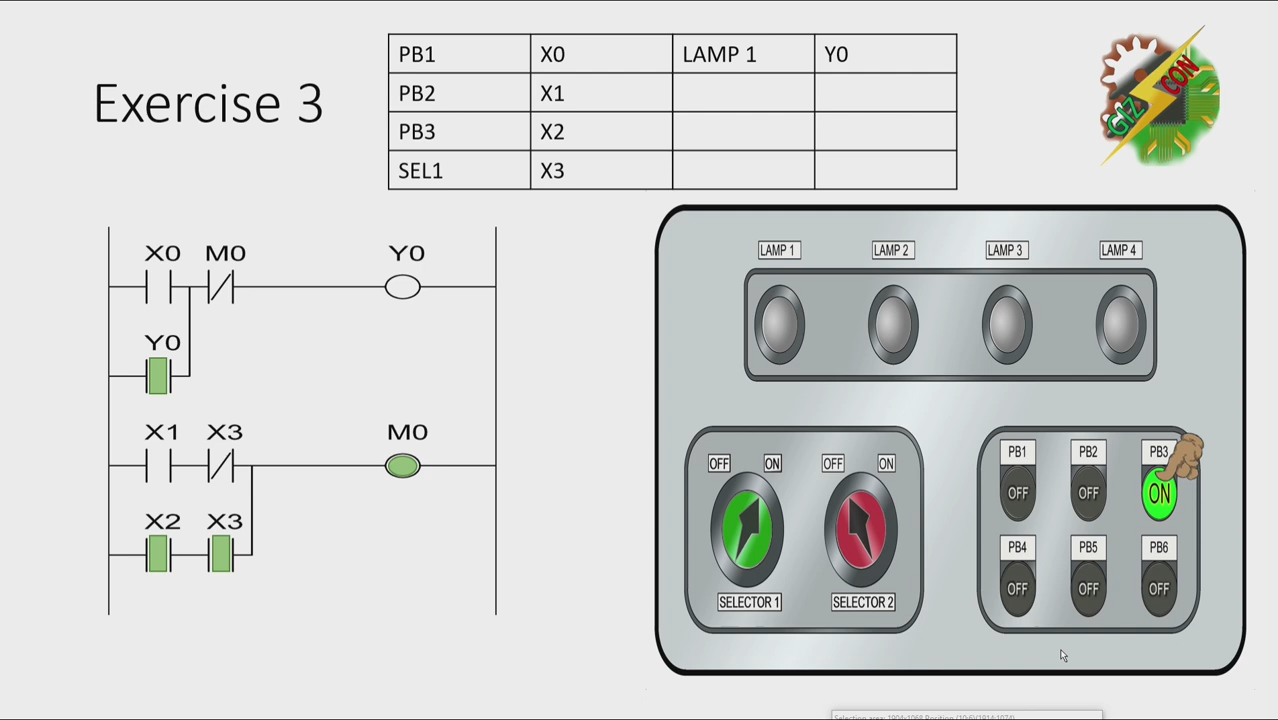 Exercise 3
PB1 X0 LAMP 1 Y0
PB2 X1
PB3 X2
SEL1 X3
GIZ CON
X0 M0 Y0
Y0
X1 X3 M0
X2 X3
LAMP 1 LAMP 2 LAMP 3 LAMP 4
OFF ON OFF ON
SELECTOR 1 SELECTOR 2
PB1 PB2 PB3
OFF OFF ON
PB4 PB5 PB6
OFF OFF OFF